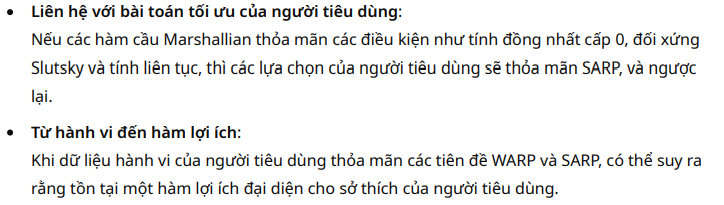 • Liên hệ với bài toán tối ưu của người tiêu dùng:
Nếu các hàm cầu Marshallian thỏa mãn các điều kiện như tính đồng nhất cấp 0, đối xứng
Slutsky và tính liên tục, thì các lựa chọn của người tiêu dùng sẽ thỏa mãn SARP, và ngược
lại.
• Từ hành vi đến hàm lợi ích:
Khi dữ liệu hành vi của người tiêu dùng thỏa mãn các tiên đề WARP và SARP, có thể suy ra
rằng tồn tại một hàm lợi ích đại diện cho sở thích của người tiêu dùng.